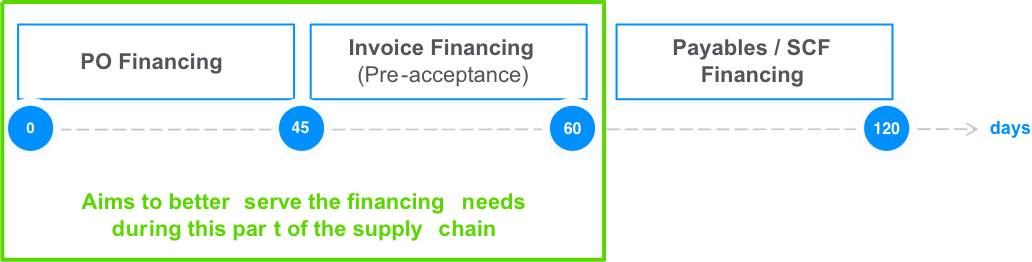 PO Financing
Invoice Financing
(Pre-acceptance)
Payables / SCF
Financing
0
45
60
120
days
Aims to better serve the financing needs
during this par t of the supply chain